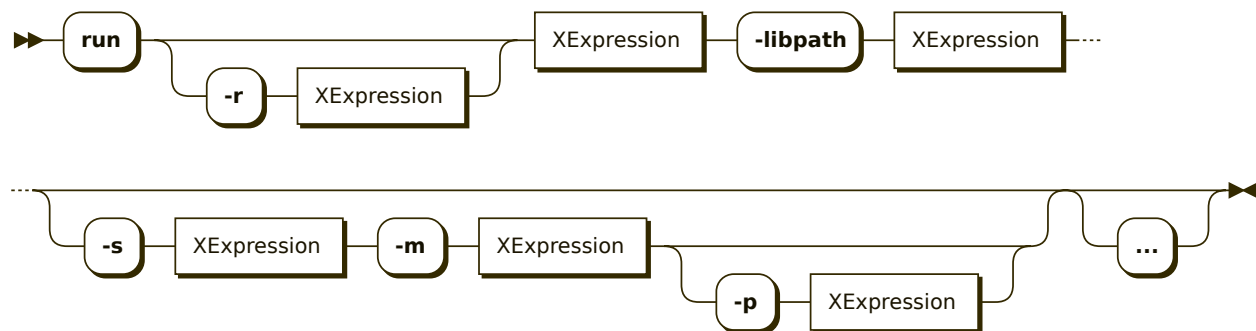 run XExpression -libpath XExpression
-r XExpression
-s XExpression -m XExpression ...
-p XExpression